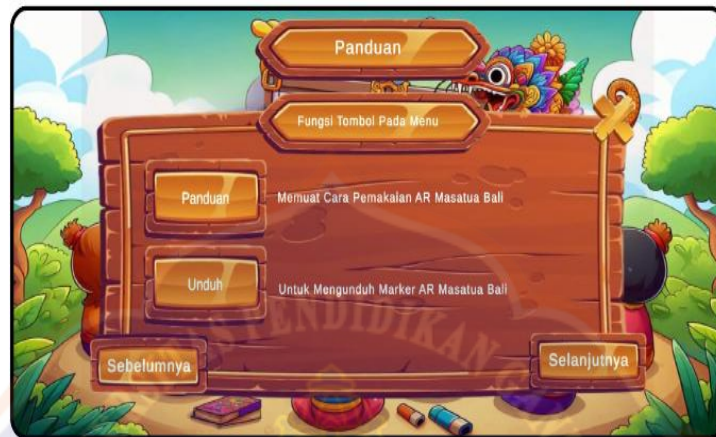 Panduan
Fungsi Tombol Pada Menu
Panduan
Memuat Cara Pemakaian AR Masatua Bali
Unduh
Untuk Mengunduh Marker AR Masatua Bali
Sebelumnya
Selanjutnya